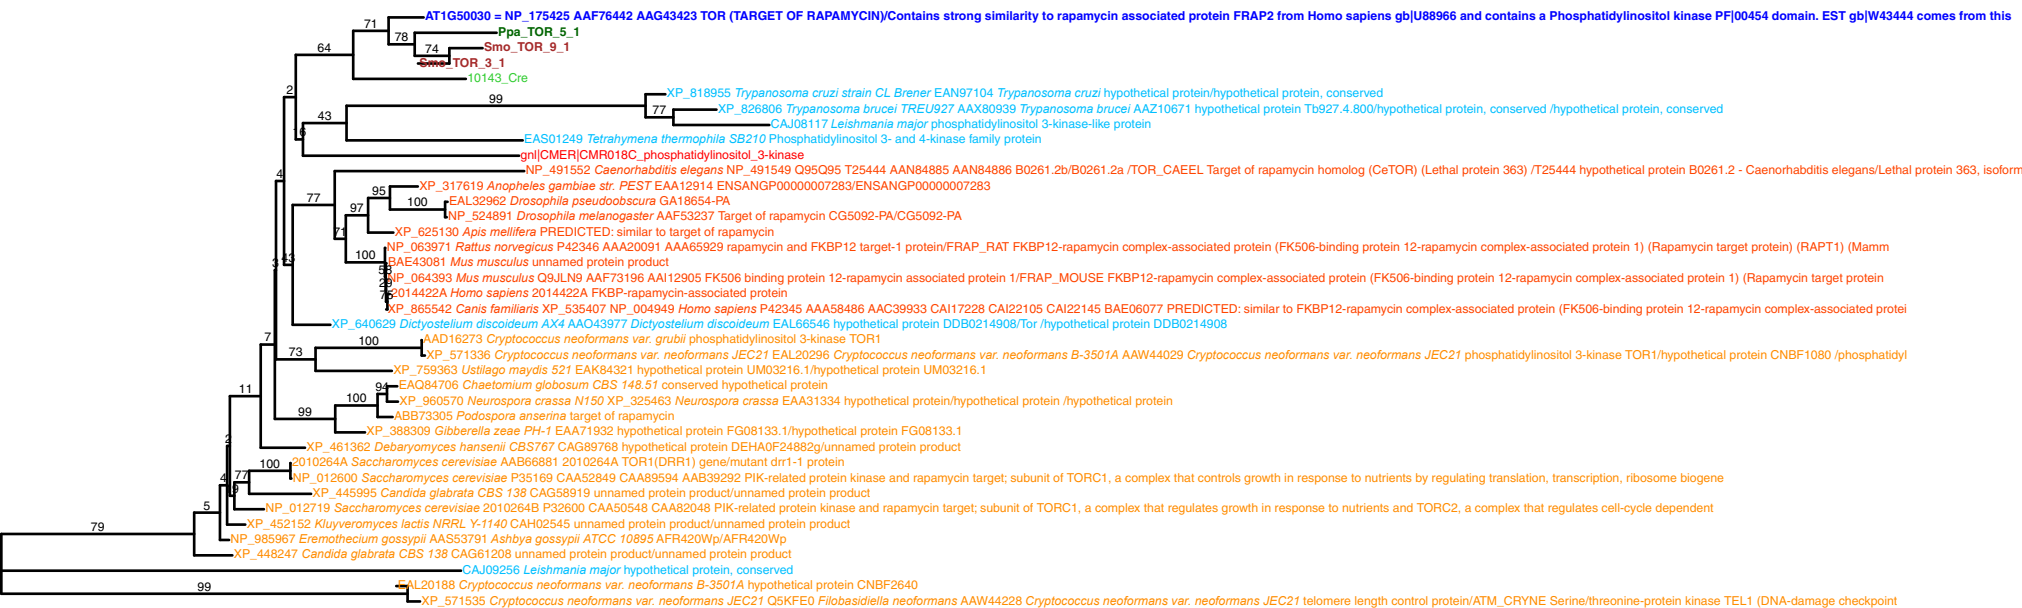 71 AT1G50030 = NP_175425 AAF76442 AAG43423 TOR (TARGET OF RAPAMYCIN)/Contains strong similarity to rapamycin associated protein FRAP2 from Homo sapiens gb|U88966 and contains a Phosphatidylinositol kinase PF|00454 domain. EST gb|W43444 comes from this
78 Ppa_TOR_5_1
64 74 Smo_TOR_9_1
Smo_TOR_3_1
10143_Cre
2 99 XP_818955 Trypanosoma cruzi strain CL Brener EAN97104 Trypanosoma cruzi hypothetical protein/hypothetical protein, conserved
43 77 XP_826806 Trypanosoma brucei TREU927 AAX80939 Trypanosoma brucei AAZ10671 hypothetical protein Tb927.4.800/hypothetical protein, conserved /hypothetical protein, conserved
CAJ08117 Leishmania major phosphatidylinositol 3-kinase-like protein
16 EAS01249 Tetrahymena thermophila SB210 Phosphatidylinositol 3- and 4-kinase family protein
gnl|CMER|CMR018C_phosphatidylinositol_3-kinase
4 NP_491552 Caenorhabditis elegans NP_491549 Q95Q95 T25444 AAN84885 AAN84886 B0261.2b/B0261.2a /TOR_CAEEL Target of rapamycin homolog (CeTOR) (Lethal protein 363) /T25444 hypothetical protein B0261.2 - Caenorhabditis elegans/Lethal protein 363, isoform
95 XP_317619 Anopheles gambiae str. PEST EAA12914 ENSANGP00000007283/ENSANGP00000007283
77 100 EAL32962 Drosophila pseudoobscura GA18654-PA
97 NP_524891 Drosophila melanogaster AAF53237 Target of rapamycin CG5092-PA/CG5092-PA
71 XP_625130 Apis mellifera PREDICTED: similar to target of rapamycin
NP_063971 Rattus norvegicus P42346 AAA20091 AAA65929 rapamycin and FKBP12 target-1 protein/FRAP_RAT FKBP12-rapamycin complex-associated protein (FK506-binding protein 12-rapamycin complex-associated protein 1) (Rapamycin target protein) (RAPT1) (Mamm
100 BAE43081 Mus musculus unnamed protein product
NP_064393 Mus musculus Q9JLN9 AAF73196 AAI12905 FK506 binding protein 12-rapamycin associated protein 1/FRAP_MOUSE FKBP12-rapamycin complex-associated protein (FK506-binding protein 12-rapamycin complex-associated protein 1) (Rapamycin target protein
2014422A Homo sapiens 2014422A FKBP-rapamycin-associated protein
XP_865542 Canis familiaris XP_535407 NP_004949 Homo sapiens P42345 AAA58486 AAC39933 CAI17228 CAI22105 CAI22145 BAE06077 PREDICTED: similar to FKBP12-rapamycin complex-associated protein (FK506-binding protein 12-rapamycin complex-associated protei
XP_640629 Dictyostelium discoideum AX4 AAO43977 Dictyostelium discoideum EAL66546 hypothetical protein DDB0214908/Tor /hypothetical protein DDB0214908
7 100 AAD16273 Cryptococcus neoformans var. grubii phosphatidylinositol 3-kinase TOR1
73 XP_571336 Cryptococcus neoformans var. neoformans JEC21 EAL20296 Cryptococcus neoformans var. neoformans B-3501A AAW44029 Cryptococcus neoformans var. neoformans JEC21 phosphatidylinositol 3-kinase TOR1/hypothetical protein CNBF1080 /phosphatidyl
XP_759363 Ustilago maydis 521 EAK84321 hypothetical protein UM03216.1/hypothetical protein UM03216.1
11 94 EAQ84706 Chaetomium globosum CBS 148.51 conserved hypothetical protein
100 XP_960570 Neurospora crassa N150 XP_325463 Neurospora crassa EAA31334 hypothetical protein/hypothetical protein /hypothetical protein
99 ABB73305 Podospora anserina target of rapamycin
XP_388309 Gibberella zeae PH-1 EAA71932 hypothetical protein FG08133.1/hypothetical protein FG08133.1
2 XP_461362 Debaryomyces hansenii CBS767 CAG89768 hypothetical protein DEHA0F24882g/unnamed protein product
100 2010264A Saccharomyces cerevisiae AAB66881 2010264A TOR1(DRR1) gene/mutant drr1-1 protein
4 77 NP_012600 Saccharomyces cerevisiae P35169 CAA52849 CAA89594 AAB39292 PIK-related protein kinase and rapamycin target; subunit of TORC1, a complex that controls growth in response to nutrients by regulating translation, transcription, ribosome biogene
9 XP_445995 Candida glabrata CBS 138 CAG58919 unnamed protein product/unnamed protein product
5 NP_012719 Saccharomyces cerevisiae 2010264B P32600 CAA50548 CAA82048 PIK-related protein kinase and rapamycin target; subunit of TORC1, a complex that regulates growth in response to nutrients and TORC2, a complex that regulates cell-cycle dependent
79 XP_452152 Kluyveromyces lactis NRRL Y-1140 CAH02545 unnamed protein product/unnamed protein product
NP_985967 Eremothecium gossypii AAS53791 Ashbya gossypii ATCC 10895 AFR420Wp/AFR420Wp
XP_448247 Candida glabrata CBS 138 CAG61208 unnamed protein product/unnamed protein product
CAJ09256 Leishmania major hypothetical protein, conserved
99 EAL20188 Cryptococcus neoformans var. neoformans B-3501A hypothetical protein CNBF2640
XP_571535 Cryptococcus neoformans var. neoformans JEC21 Q5KFE0 Filobasidiella neoformans AAW44228 Cryptococcus neoformans var. neoformans JEC21 telomere length control protein/ATM_CRYNE Serine/threonine-protein kinase TEL1 (DNA-damage checkpoint